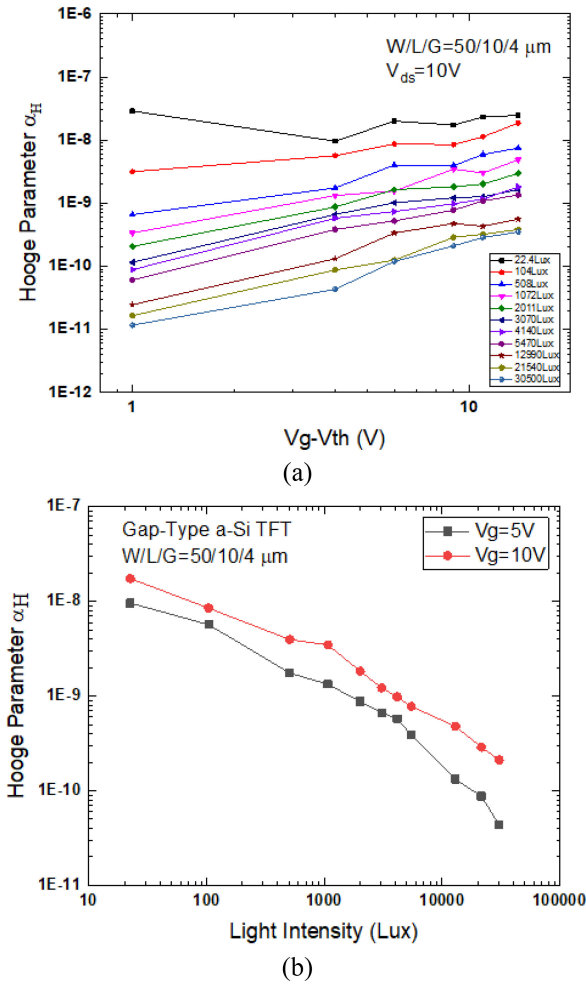 1E-6
W/L/G=50/10/4 μm
Vds=10V
1E-7
1E-8
1E-9
1E-10
1E-11
1E-12
Hooge Parameter αH
22.4Lux
104Lux
508Lux
1072Lux
2011Lux
3070Lux
4140Lux
5470Lux
12990Lux
21540Lux
30500Lux
1 10
Vg-Vth (V)
(a)
1E-7
Gap-Type a-Si TFT
W/L/G=50/10/4 μm
Vg=5V
Vg=10V
1E-8
1E-9
1E-10
1E-11
Hooge Parameter αH
10 100 1000 10000 100000
Light Intensity (Lux)
(b)